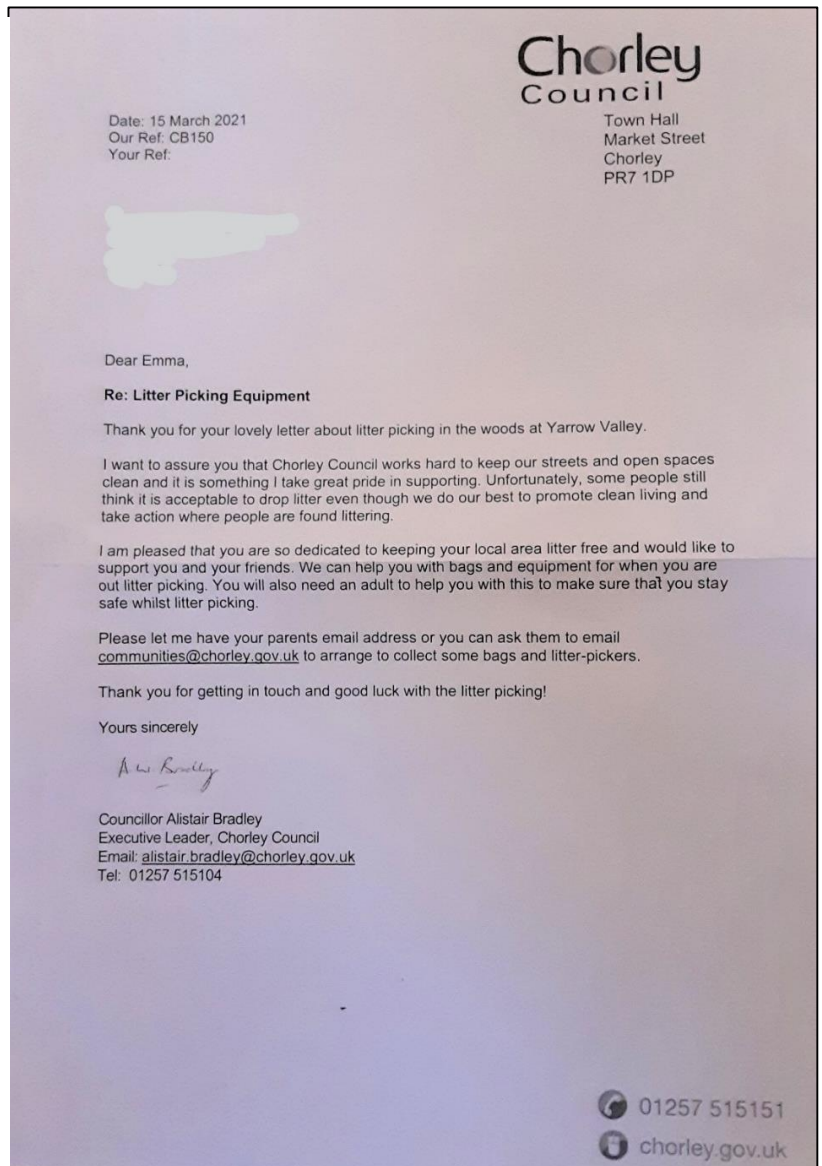 Chorley
Council
Date: 15 March 2021
Our Ref: CB150
Your Ref:
Town Hall
Market Street
Chorley
PR7 1DP
Dear Emma,
Re: Litter Picking Equipment
Thank you for your lovely letter about litter picking in the woods at Yarrow Valley.
I want to assure you that Chorley Council works hard to keep our streets and open spaces
clean and it is something I take great pride in supporting. Unfortunately, some people still
think it is acceptable to drop litter even though we do our best to promote clean living and
take action where people are found littering.
I am pleased that you are so dedicated to keeping your local area litter free and would like to
support you and your friends. We can help you with bags and equipment for when you are
out litter picking. You will also need an adult to help you with this to make sure that you stay
safe whilst litter picking.
Please let me have your parents email address or you can ask them to email
communities@chorley.gov.uk to arrange to collect some bags and litter-pickers.
Thank you for getting in touch and good luck with the litter picking!
Yours sincerely
Councillor Alistair Bradley
Executive Leader, Chorley Council
Email: alistair.bradley@chorley.gov.uk
Tel: 01257 515104
01257 515151
chorley.gov.uk